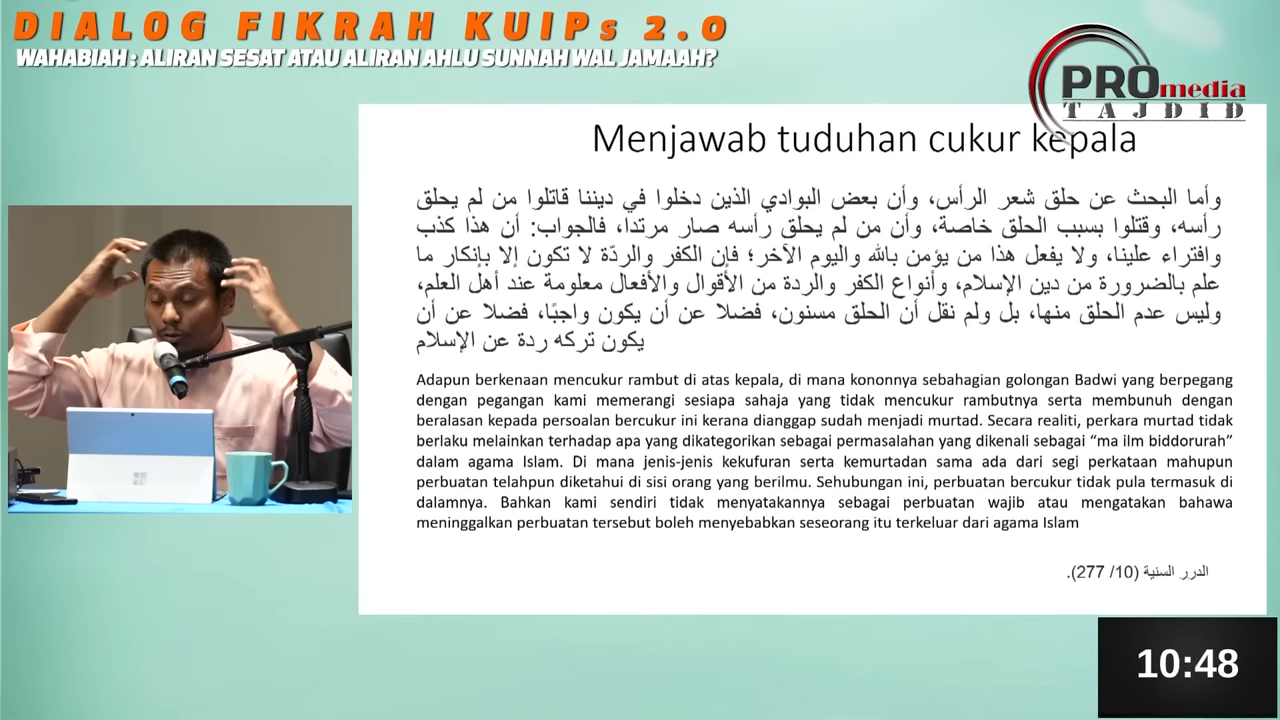 DIALOG FIKRAH KUIPs 2.0
WAHABIAH : ALIRAN SESAT ATAU ALIRAN AHLU SUNNAH WAL JAMAAH?
PROmedia
TAJDID
Menjawab tuduhan cukur kepala
وأما البحث عن حلق شعر الرأس، وأن بعض البوادي الذين دخلوا في ديننا قاتلوا من لم يحلق
رأسه، وقتلوا بسبب الحلق خاصة، وأن من لم يحلق رأسه صار مرتدا، فالجواب: أن هذا كذب
وافتراء علينا، ولا يفعل هذا من يؤمن بالله واليوم الآخر؛ فإن الكفر والردّة لا تكون إلا بإنكار ما
علم بالضرورة من دين الإسلام، وأنواع الكفر والردة من الأقوال والأفعال معلومة عند أهل العلم،
وليس عدم الحلق منها، بل ولم نقل أن الحلق مسنون، فضلا عن أن يكون واجبًا، فضلا عن أن
يكون تركه ردة عن الإسلام
Adapun berkenaan mencukur rambut di atas kepala, di mana kononnya sebahagian golongan Badwi yang berpegang
dengan pegangan kami memerangi sesiapa sahaja yang tidak mencukur rambutnya serta membunuh dengan
beralasan kepada persoalan bercukur ini kerana dianggap sudah menjadi murtad. Secara realiti, perkara murtad tidak
berlaku melainkan terhadap apa yang dikategorikan sebagai permasalahan yang dikenali sebagai “ma ilm biddorurah”
dalam agama Islam. Di mana jenis-jenis kekufuran serta kemurtadan sama ada dari segi perkataan mahupun
perbuatan telahpun diketahui di sisi orang yang berilmu. Sehubungan ini, perbuatan bercukur tidak pula termasuk di
dalamnya. Bahkan kami sendiri tidak menyatakannya sebagai perbuatan wajib atau mengatakan bahawa
meninggalkan perbuatan tersebut boleh menyebabkan seseorang itu terkeluar dari agama Islam
الدرر السنية (10/ 277).
10:48